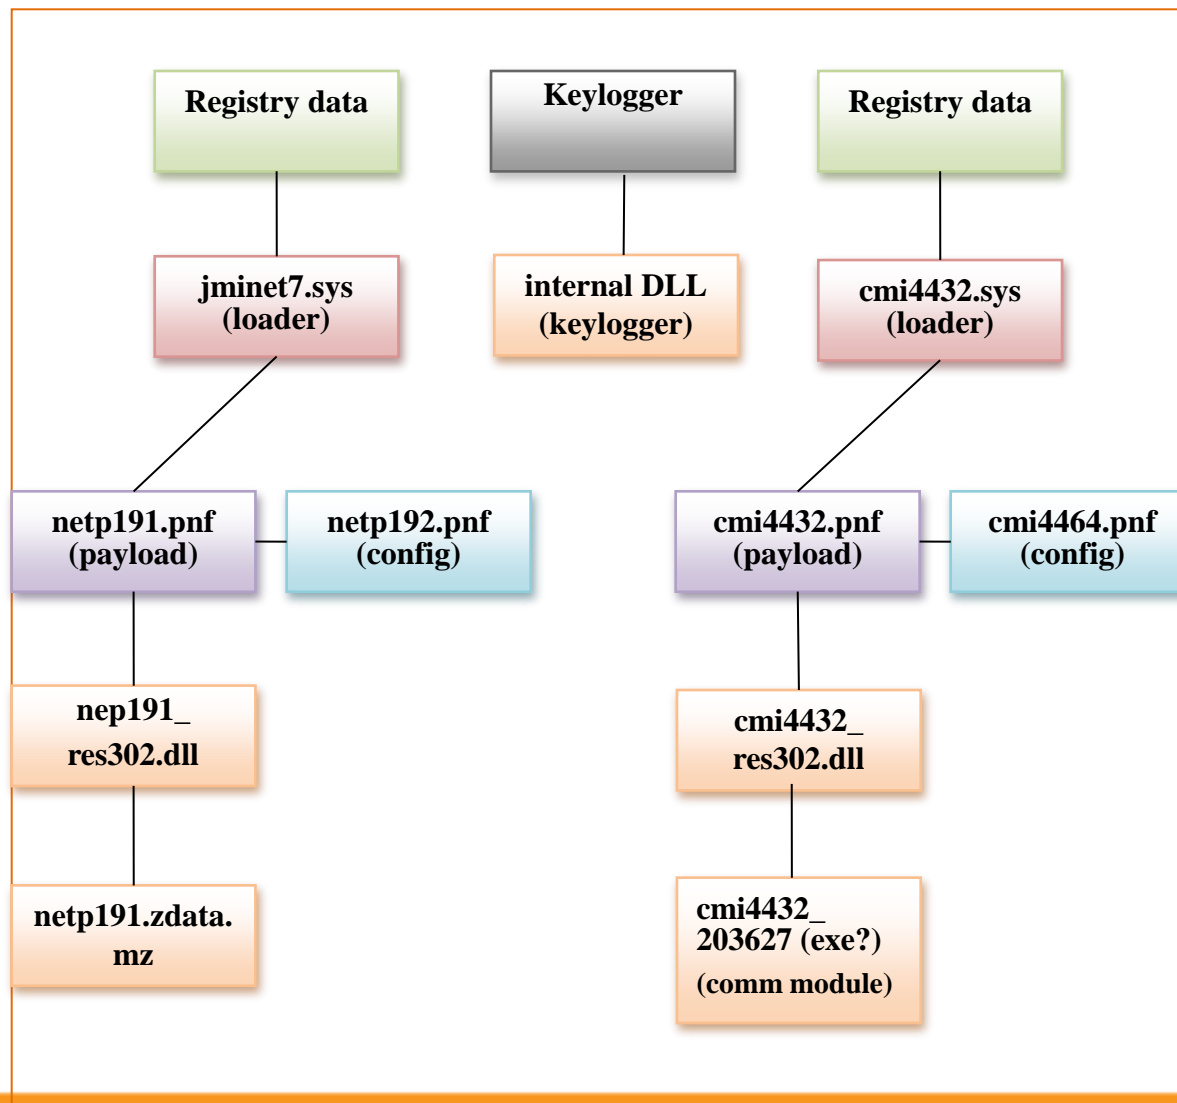 Registry data
Keylogger
Registry data
jminet7.sys
(loader)
internal DLL
(keylogger)
cmi4432.sys
(loader)
netp191.pnf
(payload)
netp192.pnf
(config)
cmi4432.pnf
(payload)
cmi4464.pnf
(config)
nep191_
res302.dll
cmi4432_
res302.dll
netp191.zdata.
mz
cmi4432_
203627 (exe?)
(comm module)